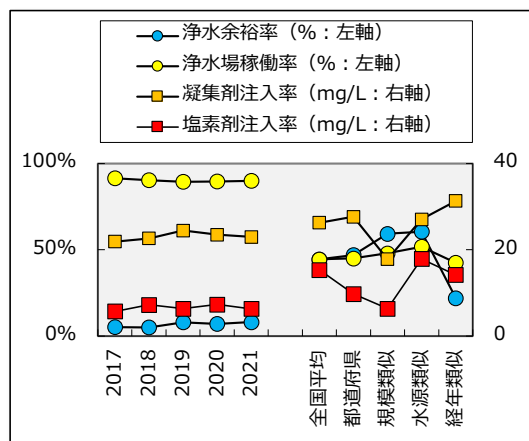 浄水余裕率（%：左軸）
浄水場稼働率（%：左軸）
凝集剤注入率（mg/L：右軸）
塩素剤注入率（mg/L：右軸）
100%
40
50%
20
0%
0
2017
2018
2019
2020
2021
全国平均
都道府県
規模類似
水源類似
経年類似